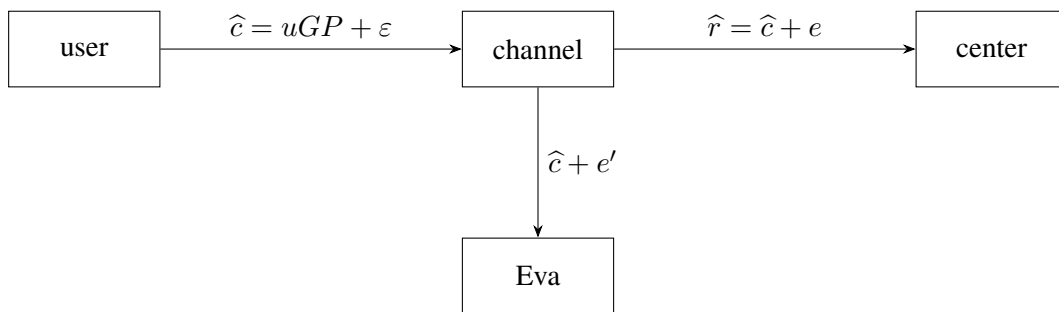 user
ĉ = uGP + ε
channel
r̂ = ĉ + e
center
ĉ + e′
Eva